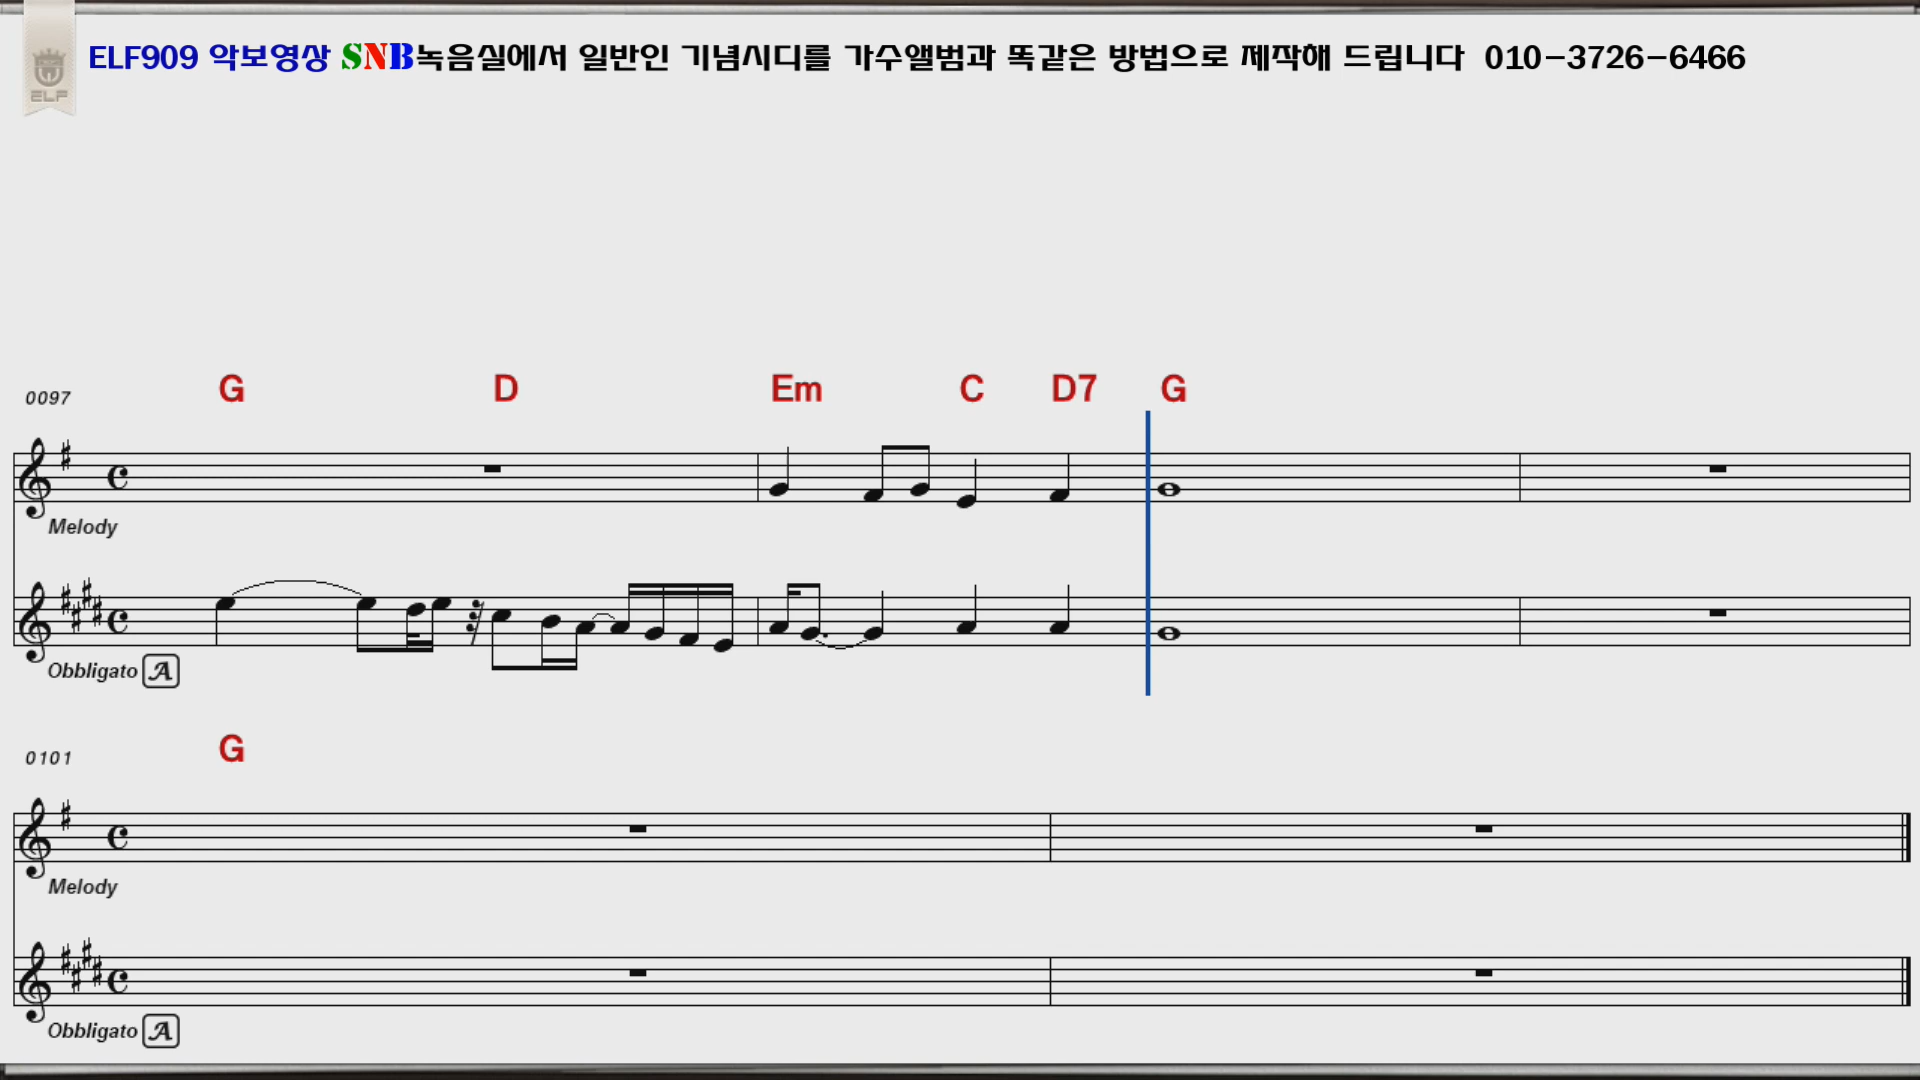 ELF909 악보영상 SNB녹음실에서 일반인 기념시디를 가수앨범과 똑같은 방법으로 제작해 드립니다 010-3726-6466
ELF
0097 G D Em C D7 G
Melody
Obbligato A
0101 G
Melody
Obbligato A